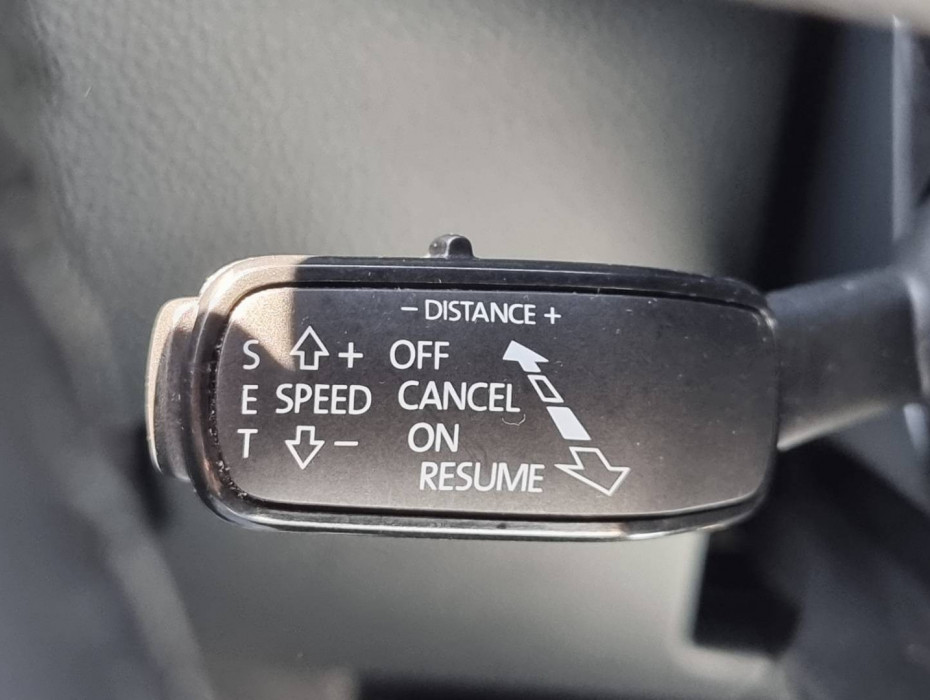 – DISTANCE +
S + OFF
E SPEED CANCEL
T – ON
RESUME